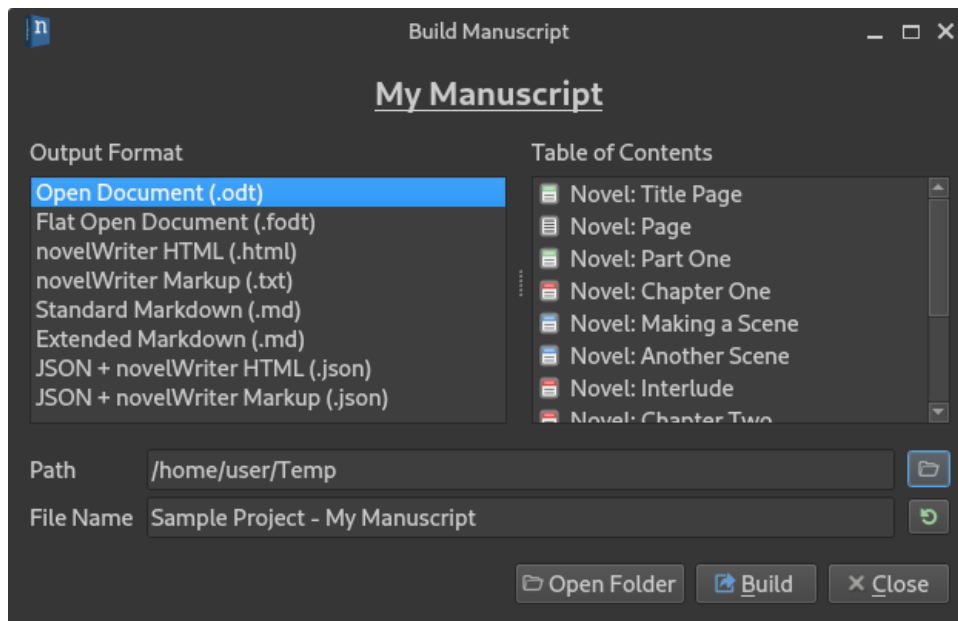 n
Build Manuscript
My Manuscript
Output Format
Open Document (.odt)
Flat Open Document (.fodt)
novelWriter HTML (.html)
novelWriter Markup (.txt)
Standard Markdown (.md)
Extended Markdown (.md)
JSON + novelWriter HTML (.json)
JSON + novelWriter Markup (.json)
Table of Contents
Novel: Title Page
Novel: Page
Novel: Part One
Novel: Chapter One
Novel: Making a Scene
Novel: Another Scene
Novel: Interlude
Novel: Chapter Two
Path /home/user/Temp
File Name Sample Project - My Manuscript
Open Folder Build Close